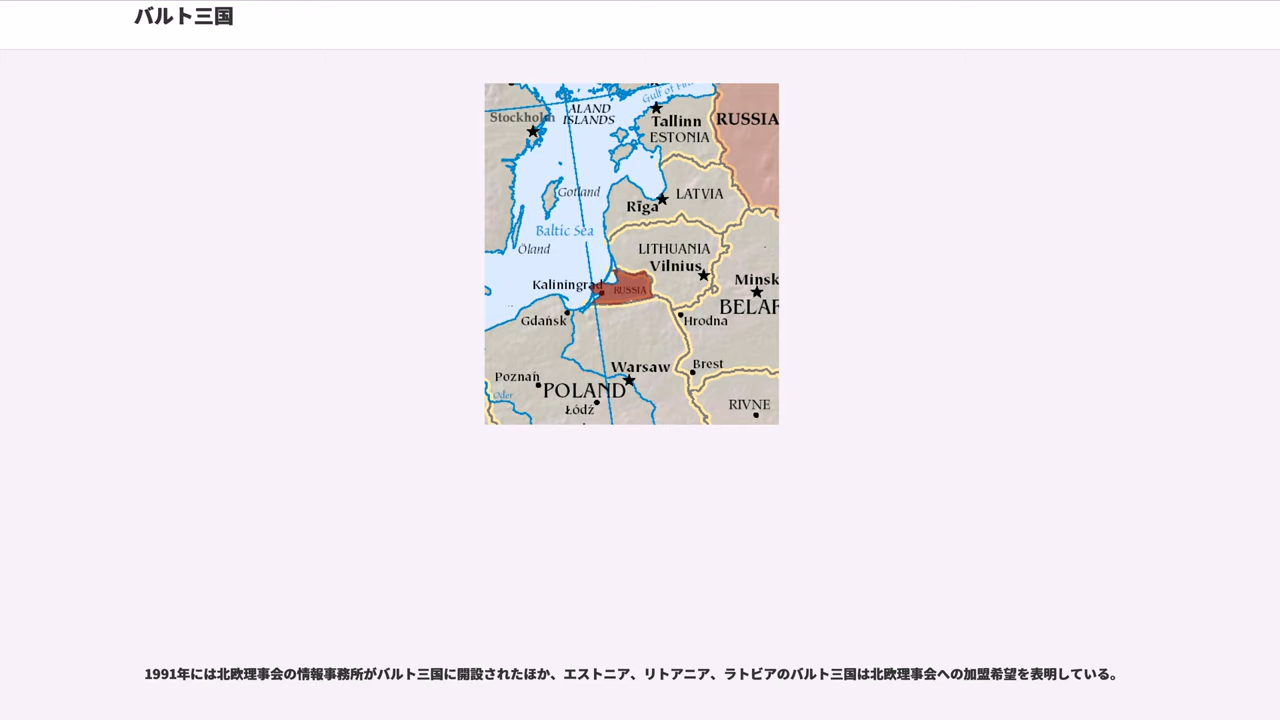 バルト三国
ALAND
ISLANDS
Stockholm
Tallinn
ESTONIA
RUSSIA
Gotland
LATVIA
Rīga
Baltic Sea
Öland
LITHUANIA
Vilnius
Kaliningrad
RUSSIA
Minsk
Gdańsk
Hrodna
Warsaw
Brest
Poznań
POLAND
Oder
Łódź
RIVNE
1991年には北欧理事会の情報事務所がバルト三国に開設されたほか、エストニア、リトアニア、ラトビアのバルト三国は北欧理事会への加盟希望を表明している。